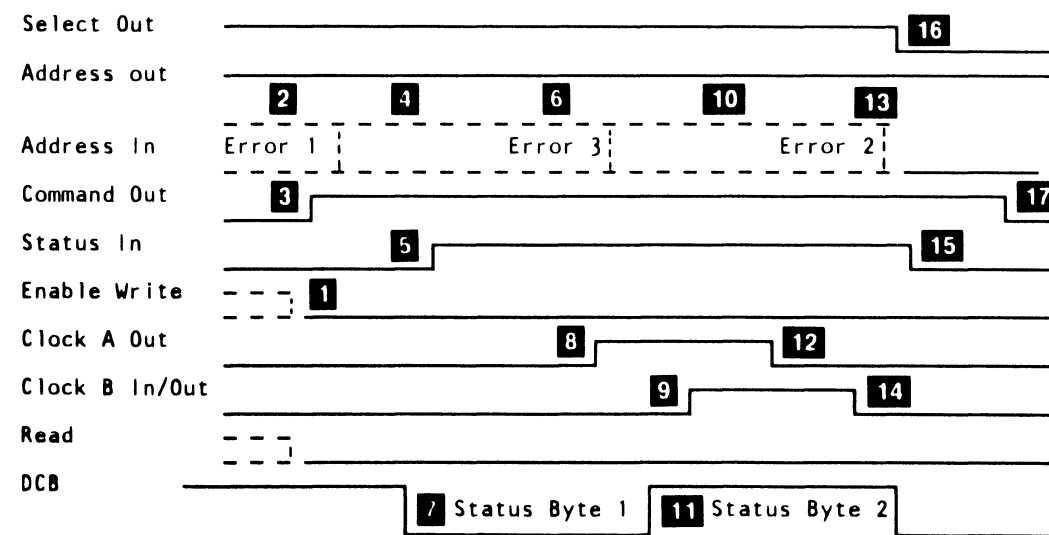 Select Out 16
Address out
2 4 6 10 13
Address In Error 1 Error 3 Error 2
Command Out 3 17
Status In 5 15
Enable Write 1
Clock A Out 8 12
Clock B In/Out 9 14
Read
DCB 7 Status Byte 1 11 Status Byte 2